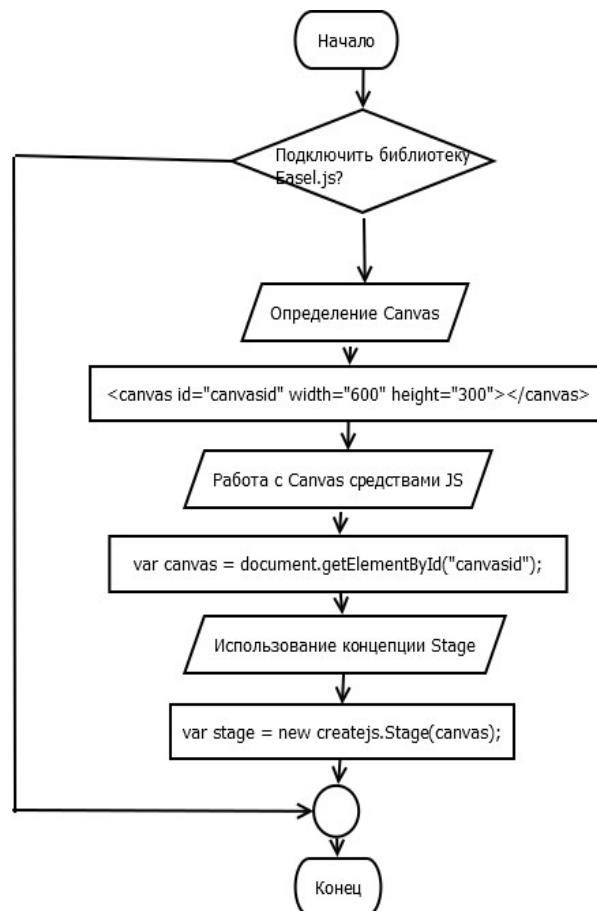 Начало
Подключить библиотеку
Easel.js?
Определение Canvas
<canvas id="canvasid" width="600" height="300"></canvas>
Работа с Canvas средствами JS
var canvas = document.getElementById("canvasid");
Использование концепции Stage
var stage = new createjs.Stage(canvas);
Конец